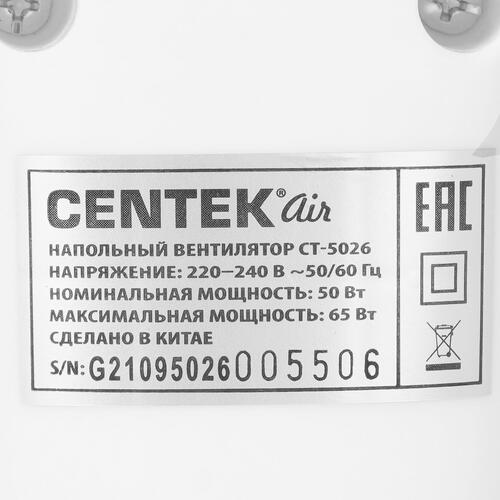 CENTEK® air
НАПОЛЬНЫЙ ВЕНТИЛЯТОР CT-5026
НАПРЯЖЕНИЕ: 220–240 В ~50/60 Гц
НОМИНАЛЬНАЯ МОЩНОСТЬ: 50 Вт
МАКСИМАЛЬНАЯ МОЩНОСТЬ: 65 Вт
СДЕЛАНО В КИТАЕ
S/N: G21095026005506
EAC